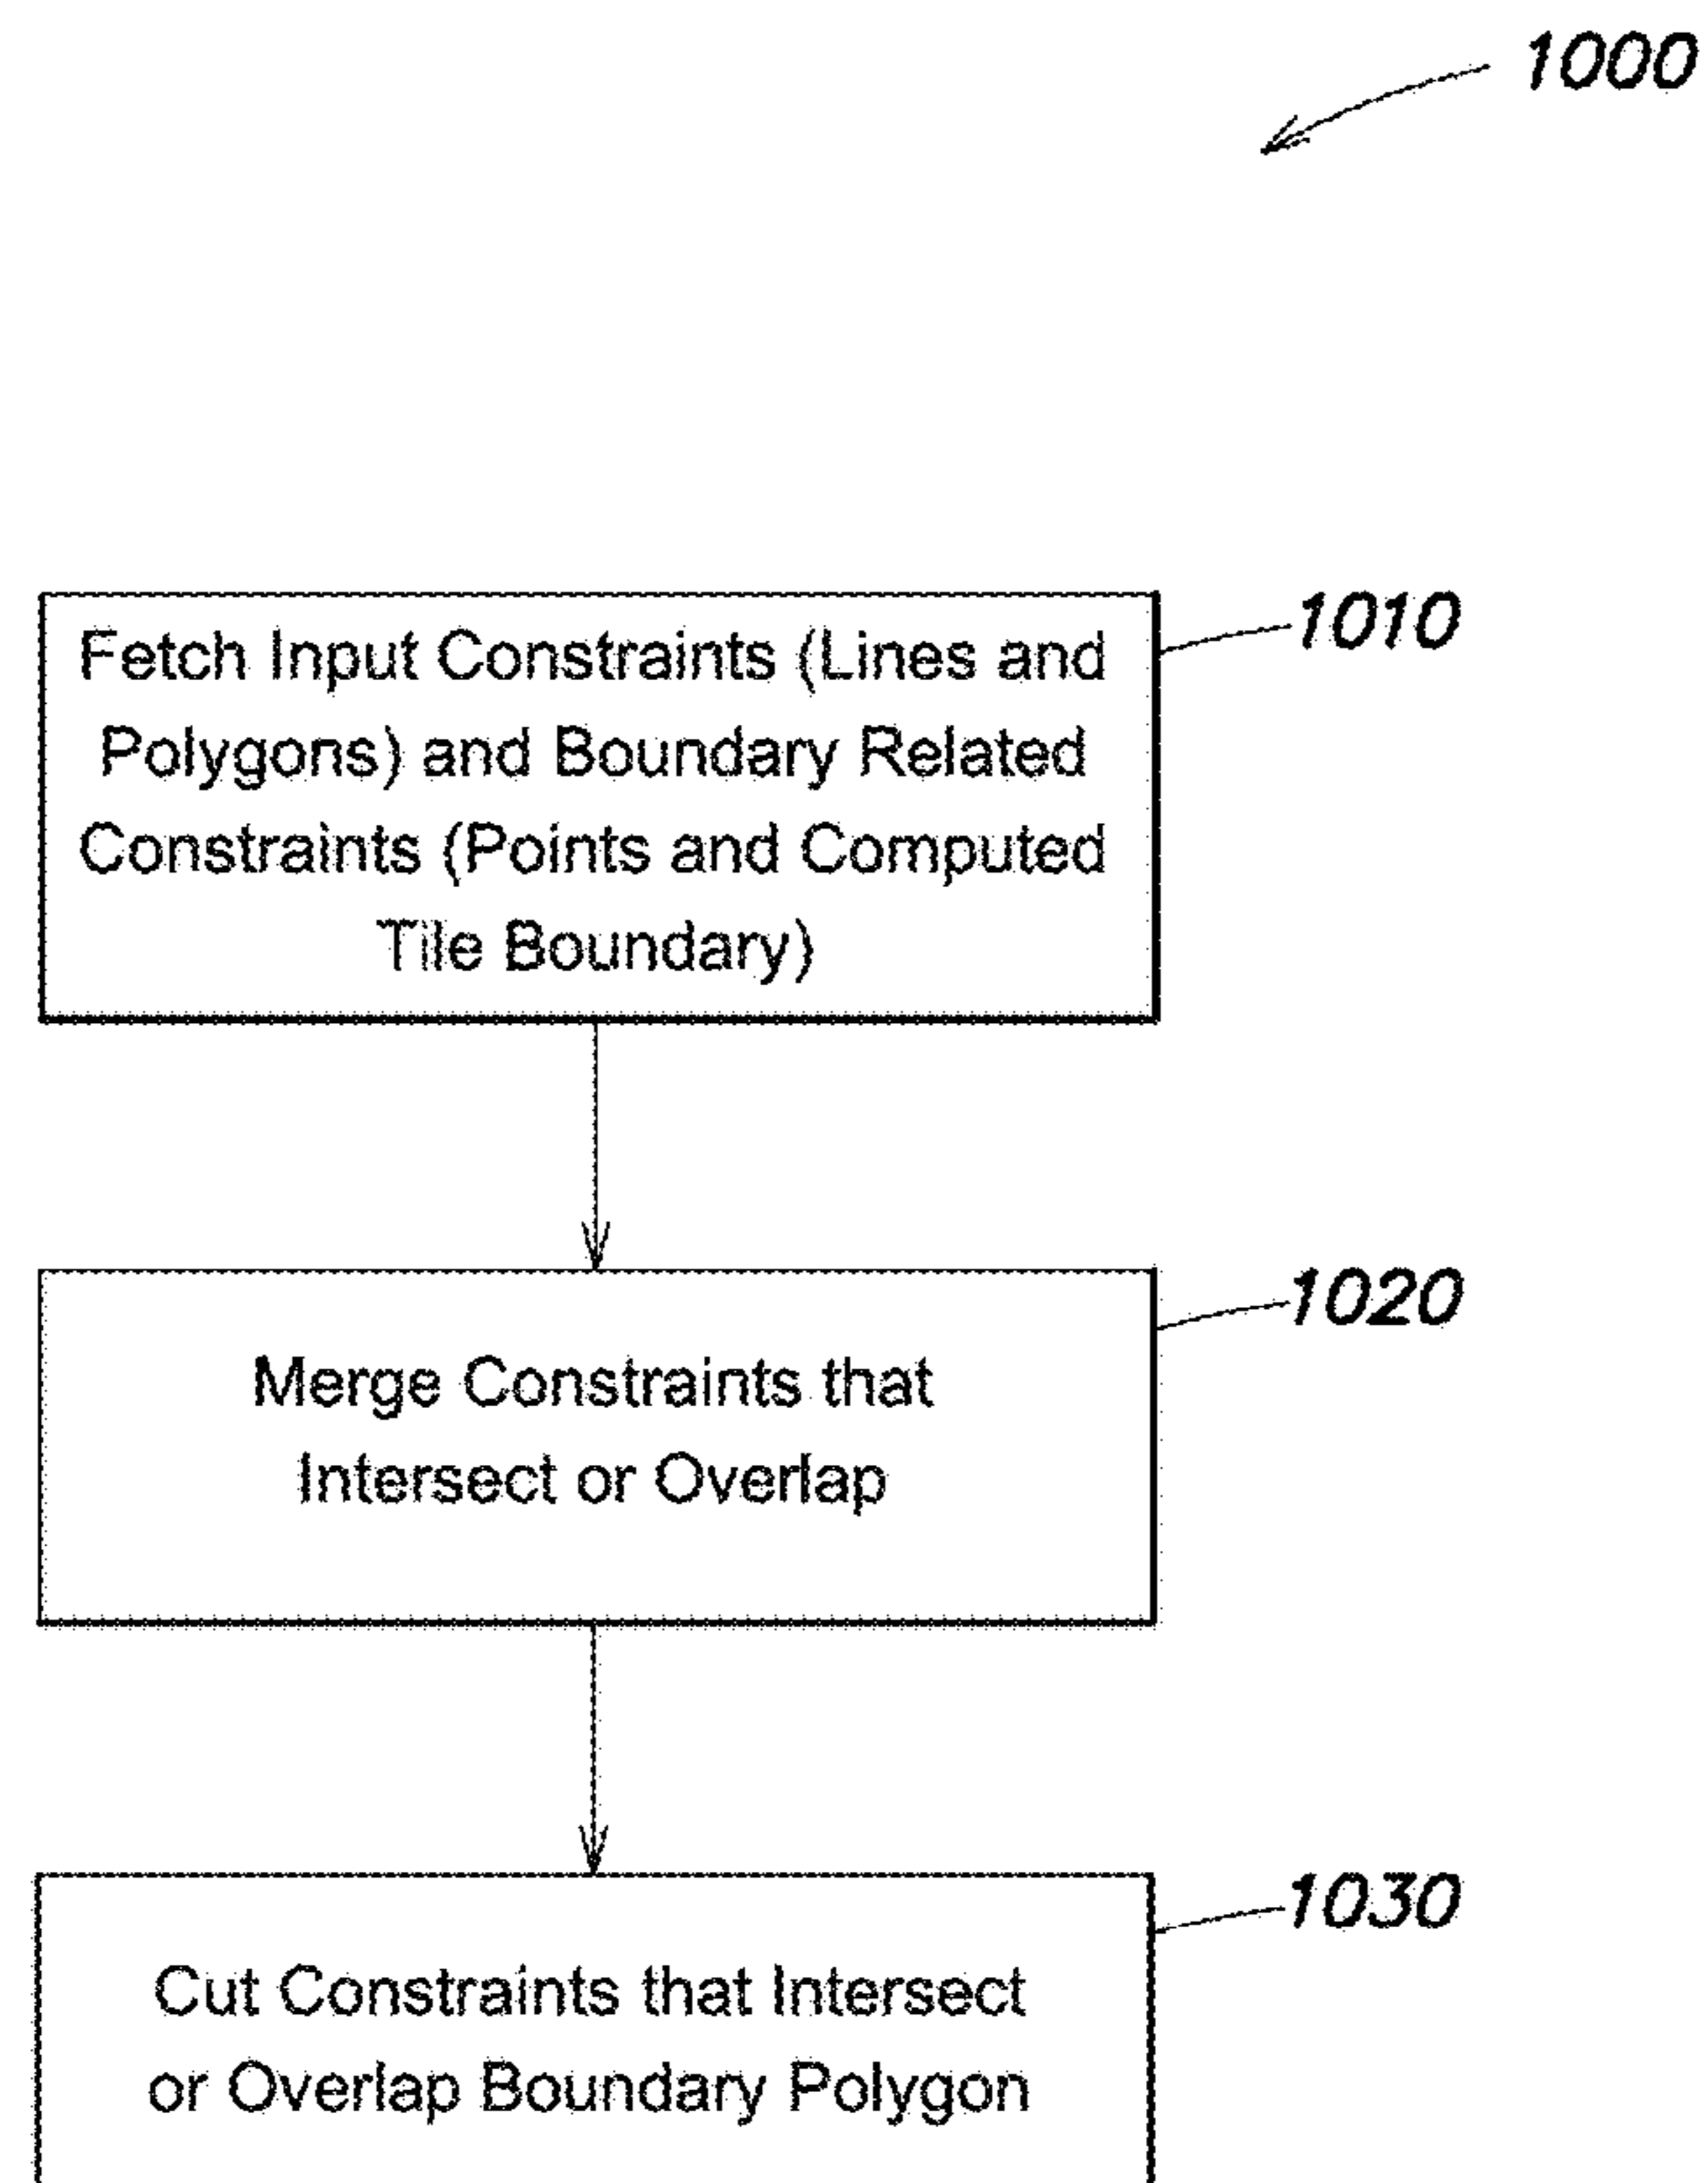 1000
Fetch Input Constraints (Lines and
Polygons) and Boundary Related
Constraints (Points and Computed
Tile Boundary)
1010
Merge Constraints that
Intersect or Overlap
1020
Cut Constraints that Intersect
or Overlap Boundary Polygon
1030